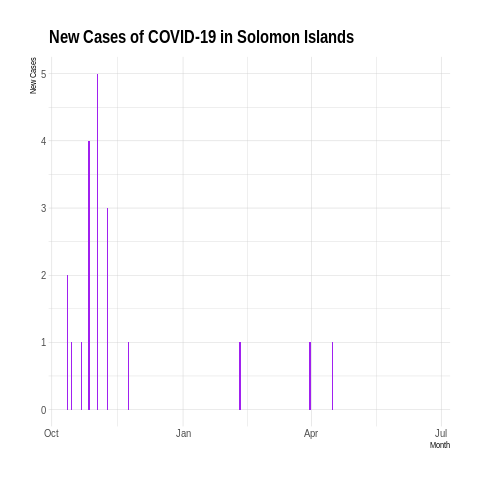 New Cases of COVID-19 in Solomon Islands
New Cases
5
4
3
2
1
0
Oct
Jan
Apr
Jul
Month